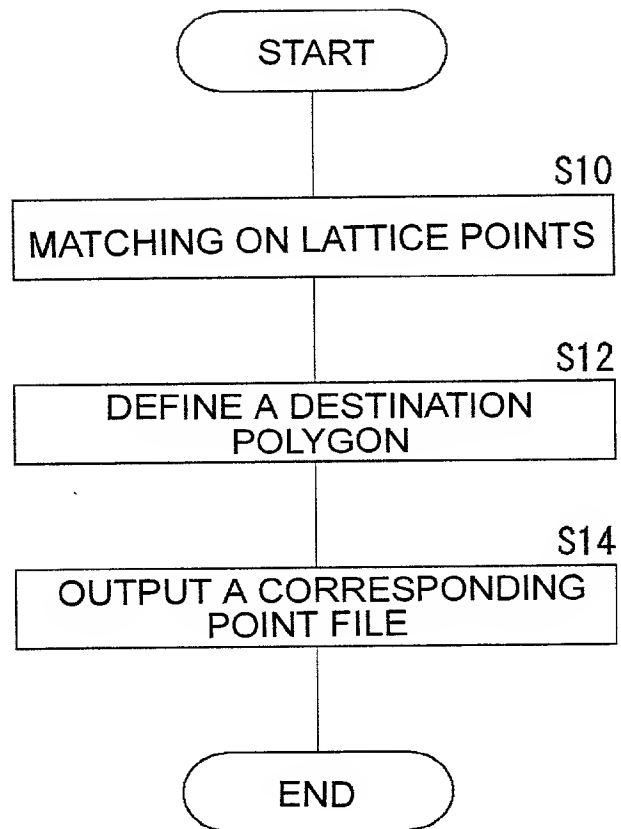 START
S10
MATCHING ON LATTICE POINTS
S12
DEFINE A DESTINATION
POLYGON
S14
OUTPUT A CORRESPONDING
POINT FILE
END